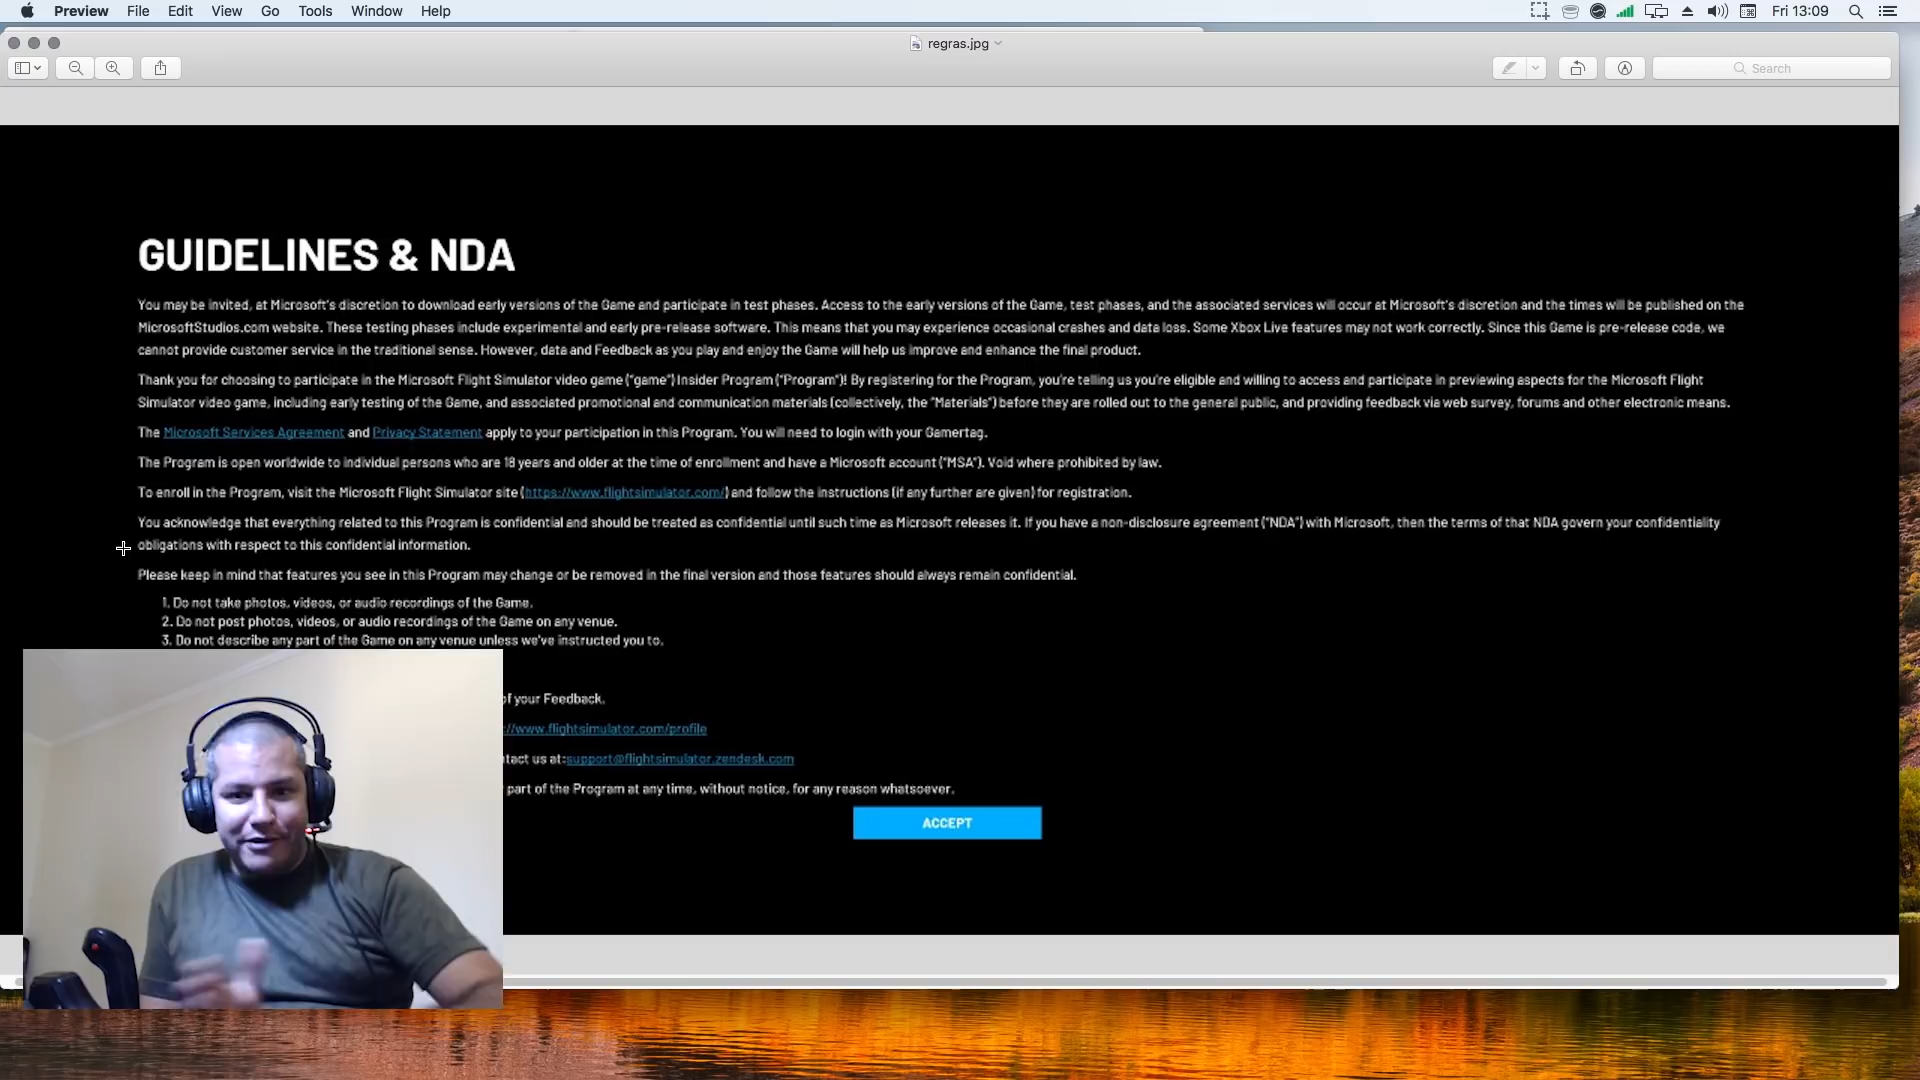 Preview File Edit View Go Tools Window Help Fri 13:09
regras.jpg
Search
GUIDELINES & NDA
You may be invited, at Microsoft's discretion to download early versions of the Game and participate in test phases. Access to the early versions of the Game, test phases, and the associated services will occur at Microsoft's discretion and the times will be published on the
MicrosoftStudios.com website. These testing phases include experimental and early pre-release software. This means that you may experience occasional crashes and data loss. Some Xbox Live features may not work correctly. Since this Game is pre-release code, we
cannot provide customer service in the traditional sense. However, data and Feedback as you play and enjoy the Game will help us improve and enhance the final product.
Thank you for choosing to participate in the Microsoft Flight Simulator video game ("game") Insider Program ("Program")! By registering for the Program, you're telling us you're eligible and willing to access and participate in previewing aspects for the Microsoft Flight
Simulator video game, including early testing of the Game, and associated promotional and communication materials (collectively, the "Materials") before they are rolled out to the general public, and providing feedback via web survey, forums and other electronic means.
The Microsoft Services Agreement and Privacy Statement apply to your participation in this Program. You will need to login with your Gamertag.
The Program is open worldwide to individual persons who are 18 years and older at the time of enrollment and have a Microsoft account ("MSA"). Void where prohibited by law.
To enroll in the Program, visit the Microsoft Flight Simulator site (https://www.flightsimulator.com/) and follow the instructions (if any further are given) for registration.
You acknowledge that everything related to this Program is confidential and should be treated as confidential until such time as Microsoft releases it. If you have a non-disclosure agreement ("NDA") with Microsoft, then the terms of that NDA govern your confidentiality
obligations with respect to this confidential information.
Please keep in mind that features you see in this Program may change or be removed in the final version and those features should always remain confidential.
1. Do not take photos, videos, or audio recordings of the Game.
2. Do not post photos, videos, or audio recordings of the Game on any venue.
3. Do not describe any part of the Game on any venue unless we've instructed you to.
of your Feedback.
://www.flightsimulator.com/profile
tact us at:support@flightsimulator.zendesk.com
part of the Program at any time, without notice, for any reason whatsoever.
ACCEPT